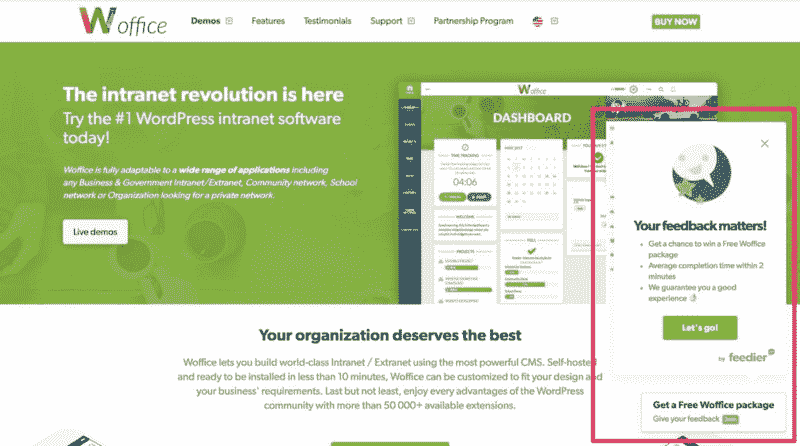 Woffice
Demos
Features
Testimonials
Support
Partnership Program
BUY NOW
The intranet revolution is here
Try the #1 WordPress intranet software
today!
Woffice is fully adaptable to a wide range of applications including
any Business & Government Intranet/Extranet, Community network, School
network or Organization looking for a private network.
Live demos
Woffice
DASHBOARD
TIME TRACKING
04:06
WELCOME
PROJECTS
POLL
Your feedback matters!
Get a chance to win a Free Woffice
package
Average completion time within 2
minutes
We guarantee you a good
experience
Let's go!
by feedier
Your organization deserves the best
Woffice lets you build world-class Intranet / Extranet using the most powerful CMS. Self-hosted
and ready to be installed in less than 10 minutes, Woffice can be customized to fit your design and
your business' requirements. Last but not least, enjoy every advantages of the WordPress
community with more than 50 000+ available extensions.
Get a Free Woffice package
Give your feedback